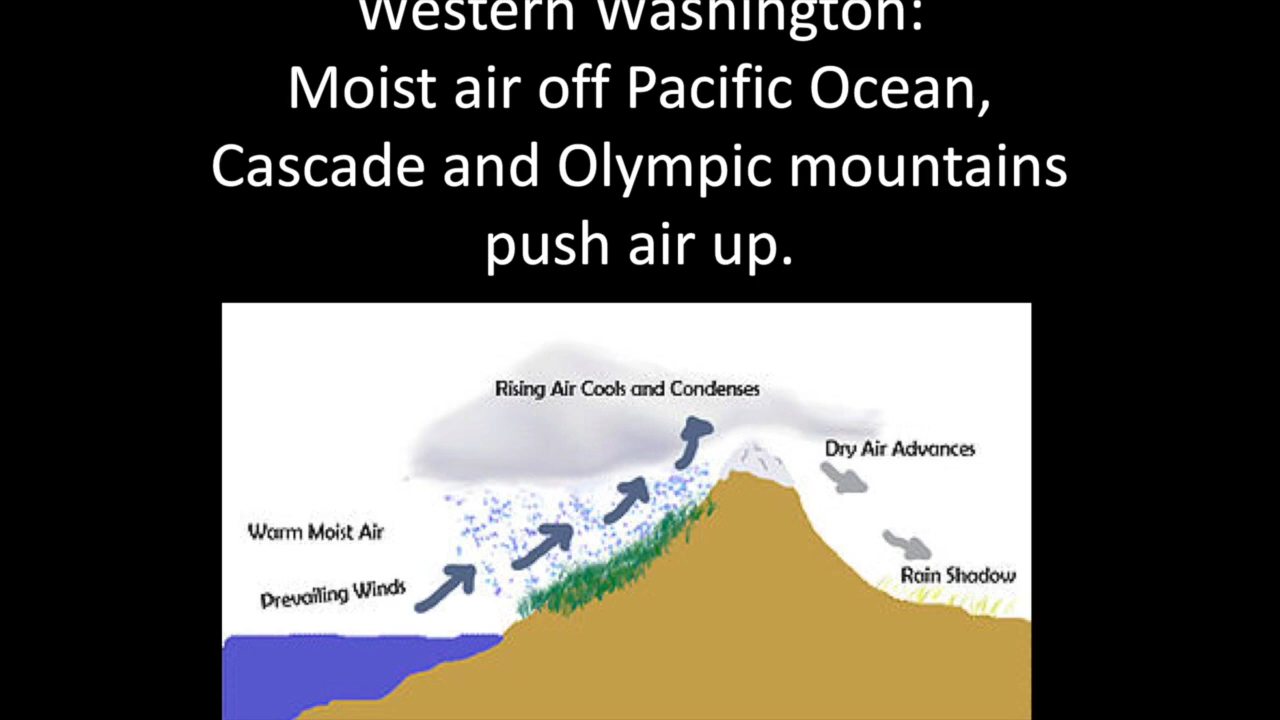 Western Washington:
Moist air off Pacific Ocean,
Cascade and Olympic mountains
push air up.
Rising Air Cools and Condenses
Dry Air Advances
Warm Moist Air
Prevailing Winds
Rain Shadow